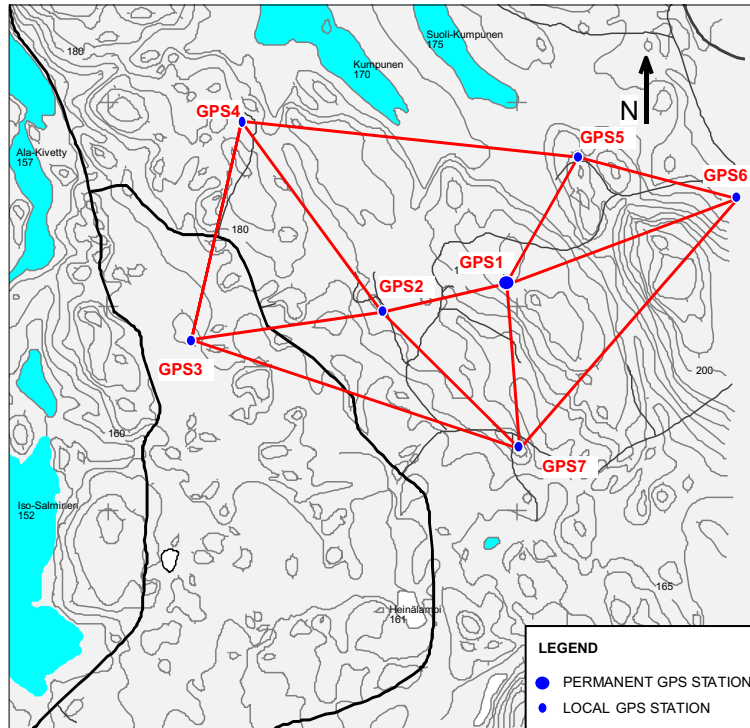 180
Suoli-Kumpunen
175
Kumpunen
170
GPS4
N
GPS5
Ala-Kivetty
157
GPS6
180
GPS1
1
GPS2
GPS3
200
160
GPS7
Iso-Salminen
152
165
Heinälampi
161
LEGEND
PERMANENT GPS STATION
LOCAL GPS STATION